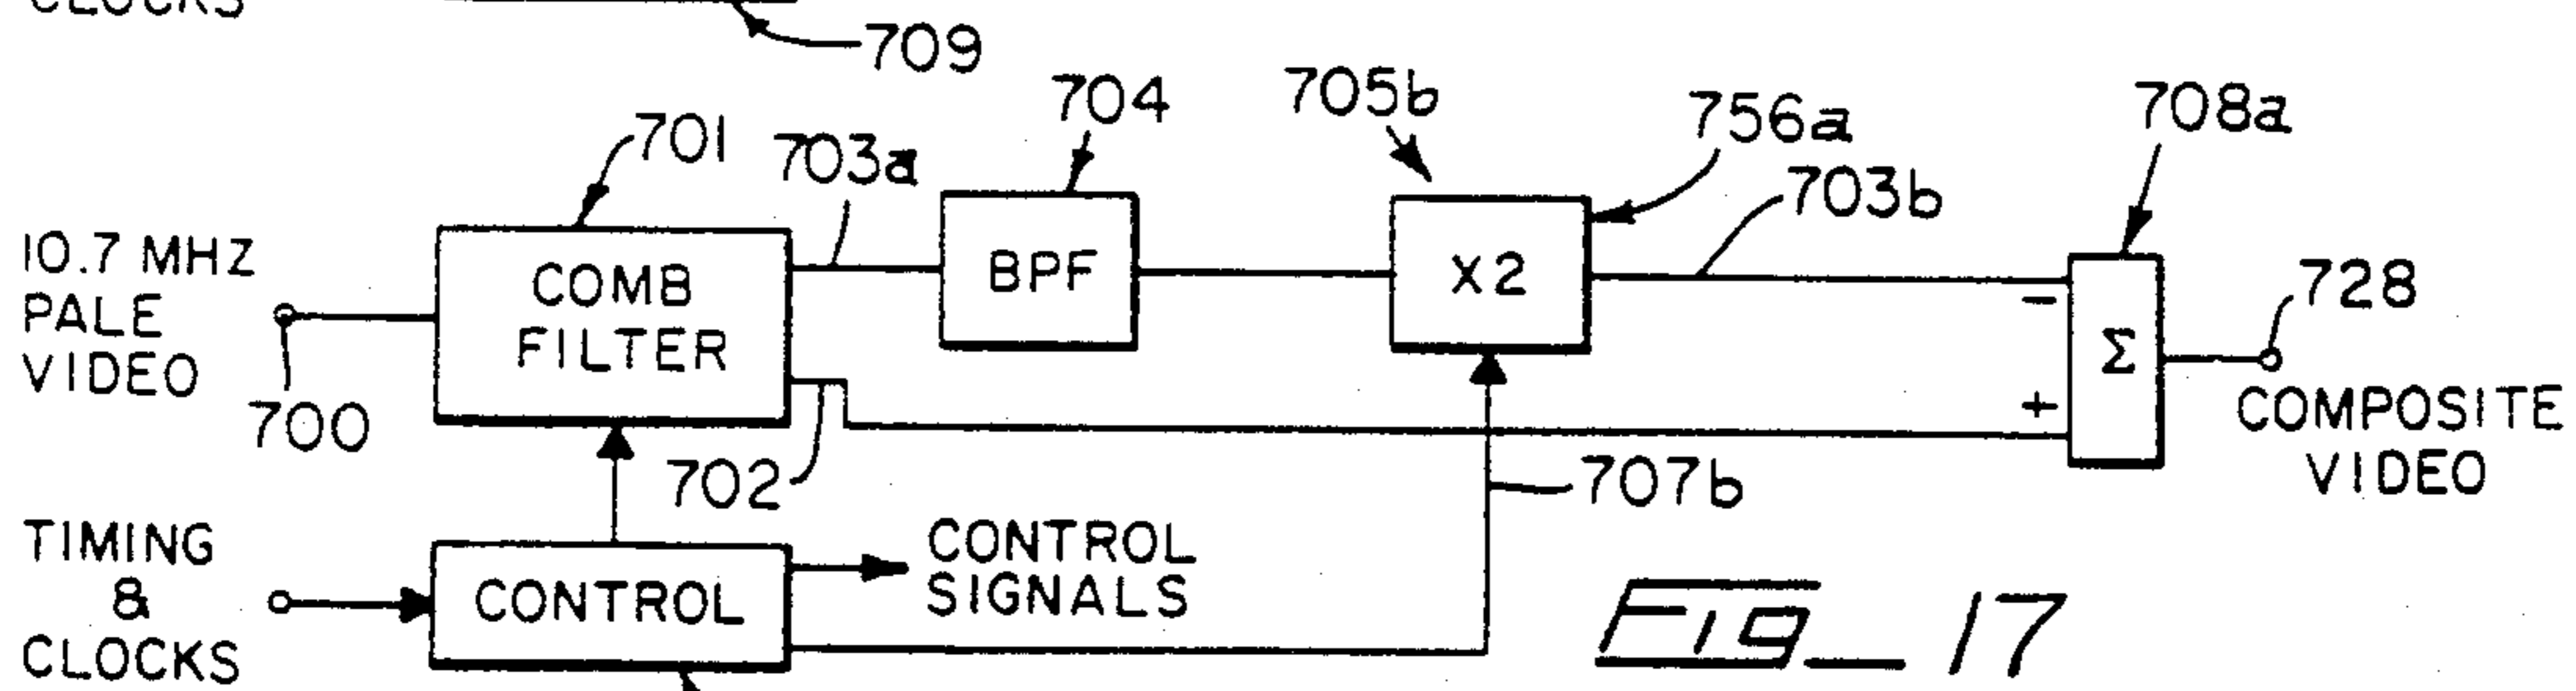 CLOCKS
709
701
703a
704
705b
756a
703b
708a
10.7 MHZ
PALE
VIDEO
700
COMB
FILTER
BPF
X2
−
Σ
+
728
COMPOSITE
VIDEO
702
707b
TIMING
&
CLOCKS
CONTROL
CONTROL
SIGNALS
Fig_ 17